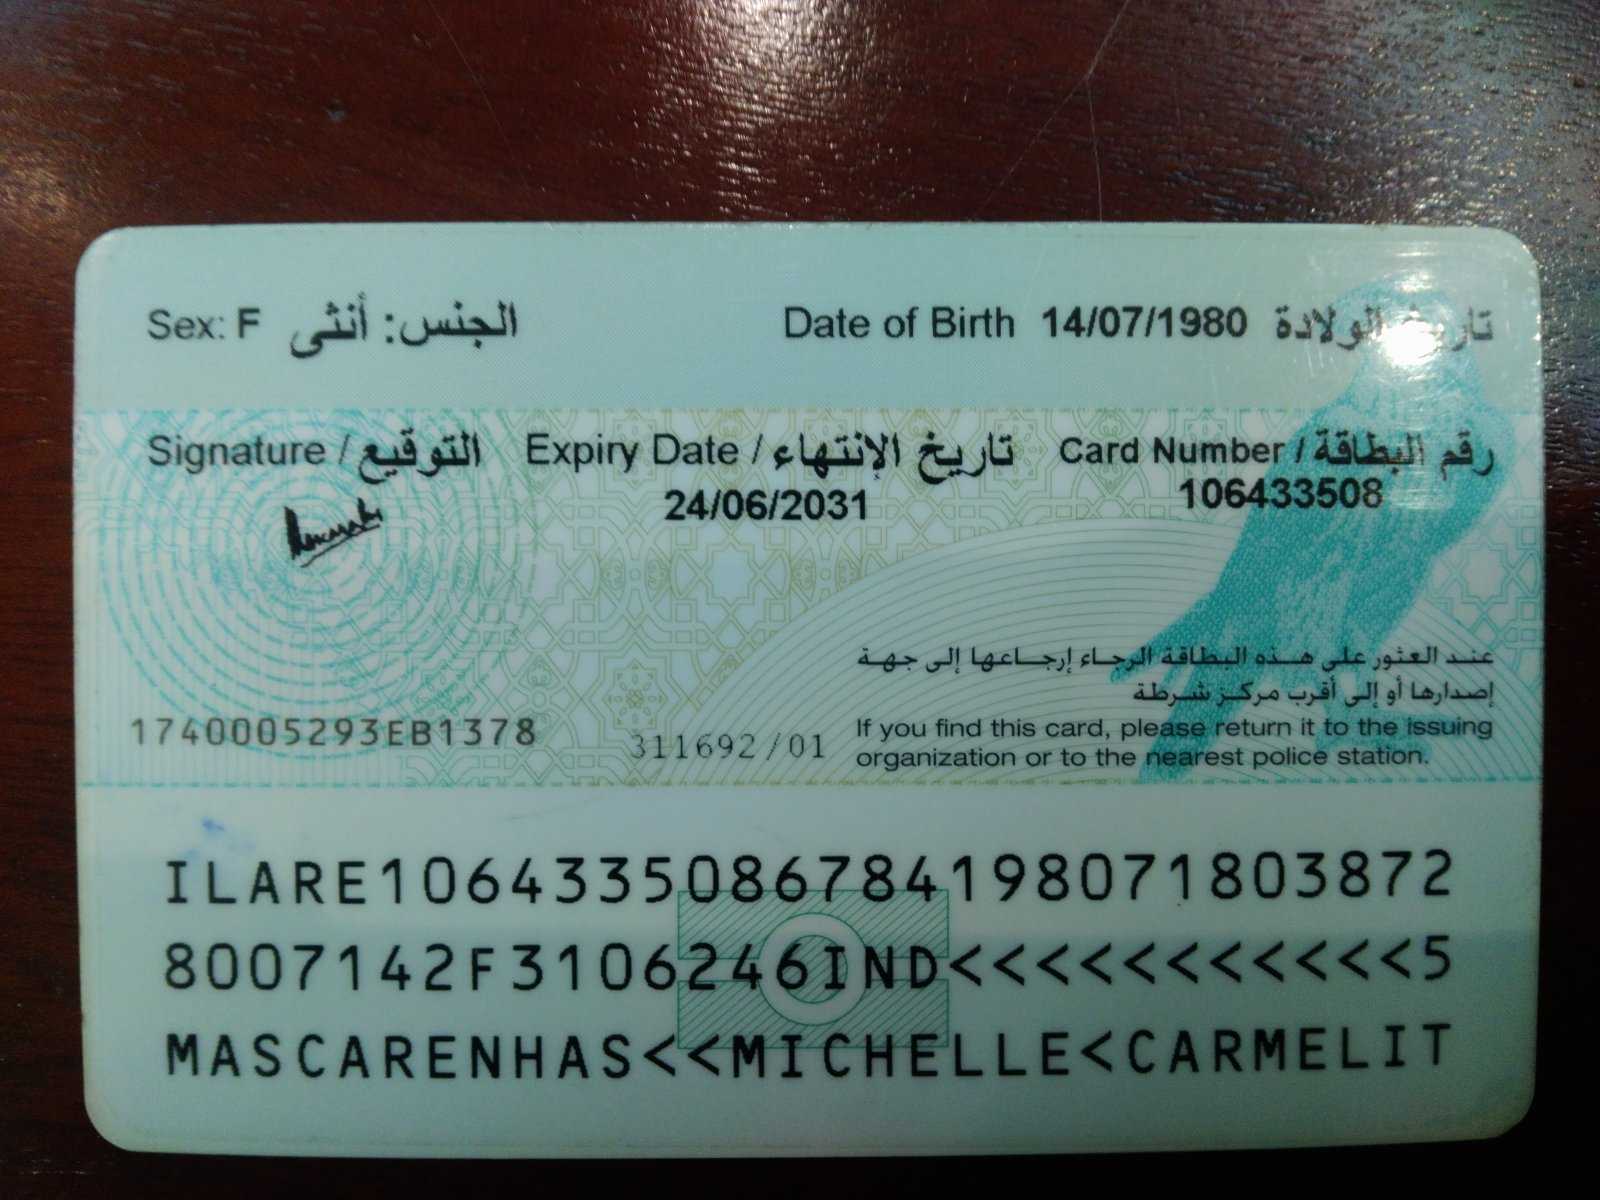 Sex: F الجنس: أنثى
Date of Birth 14/07/1980 تاريخ الولادة
Signature / التوقيع
Expiry Date / تاريخ الإنتهاء
Card Number / رقم البطاقة
24/06/2031
106433508
عند العثور على هذه البطاقة الرجاء إرجاعها إلى جهة
إصدارها أو إلى أقرب مركز شرطة
If you find this card, please return it to the issuing
organization or to the nearest police station.
1740005293EB1378
311692/01
ILARE1064335086784198071803872
8007142F3106246IND<<<<<<<<<<<5
MASCARENHAS<<MICHELLE<CARMELIT